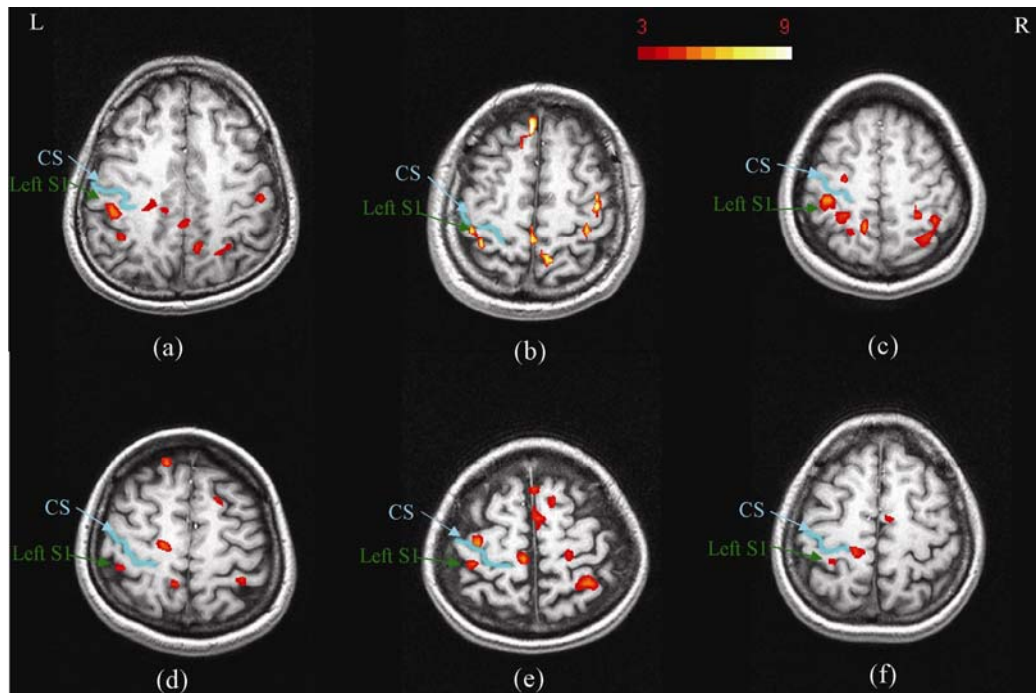 L
3 9
R
CS
Left S1
CS
Left S1
CS
Left S1
(a)
(b)
(c)
CS
Left S1
CS
Left S1
CS
Left S1
(d)
(e)
(f)